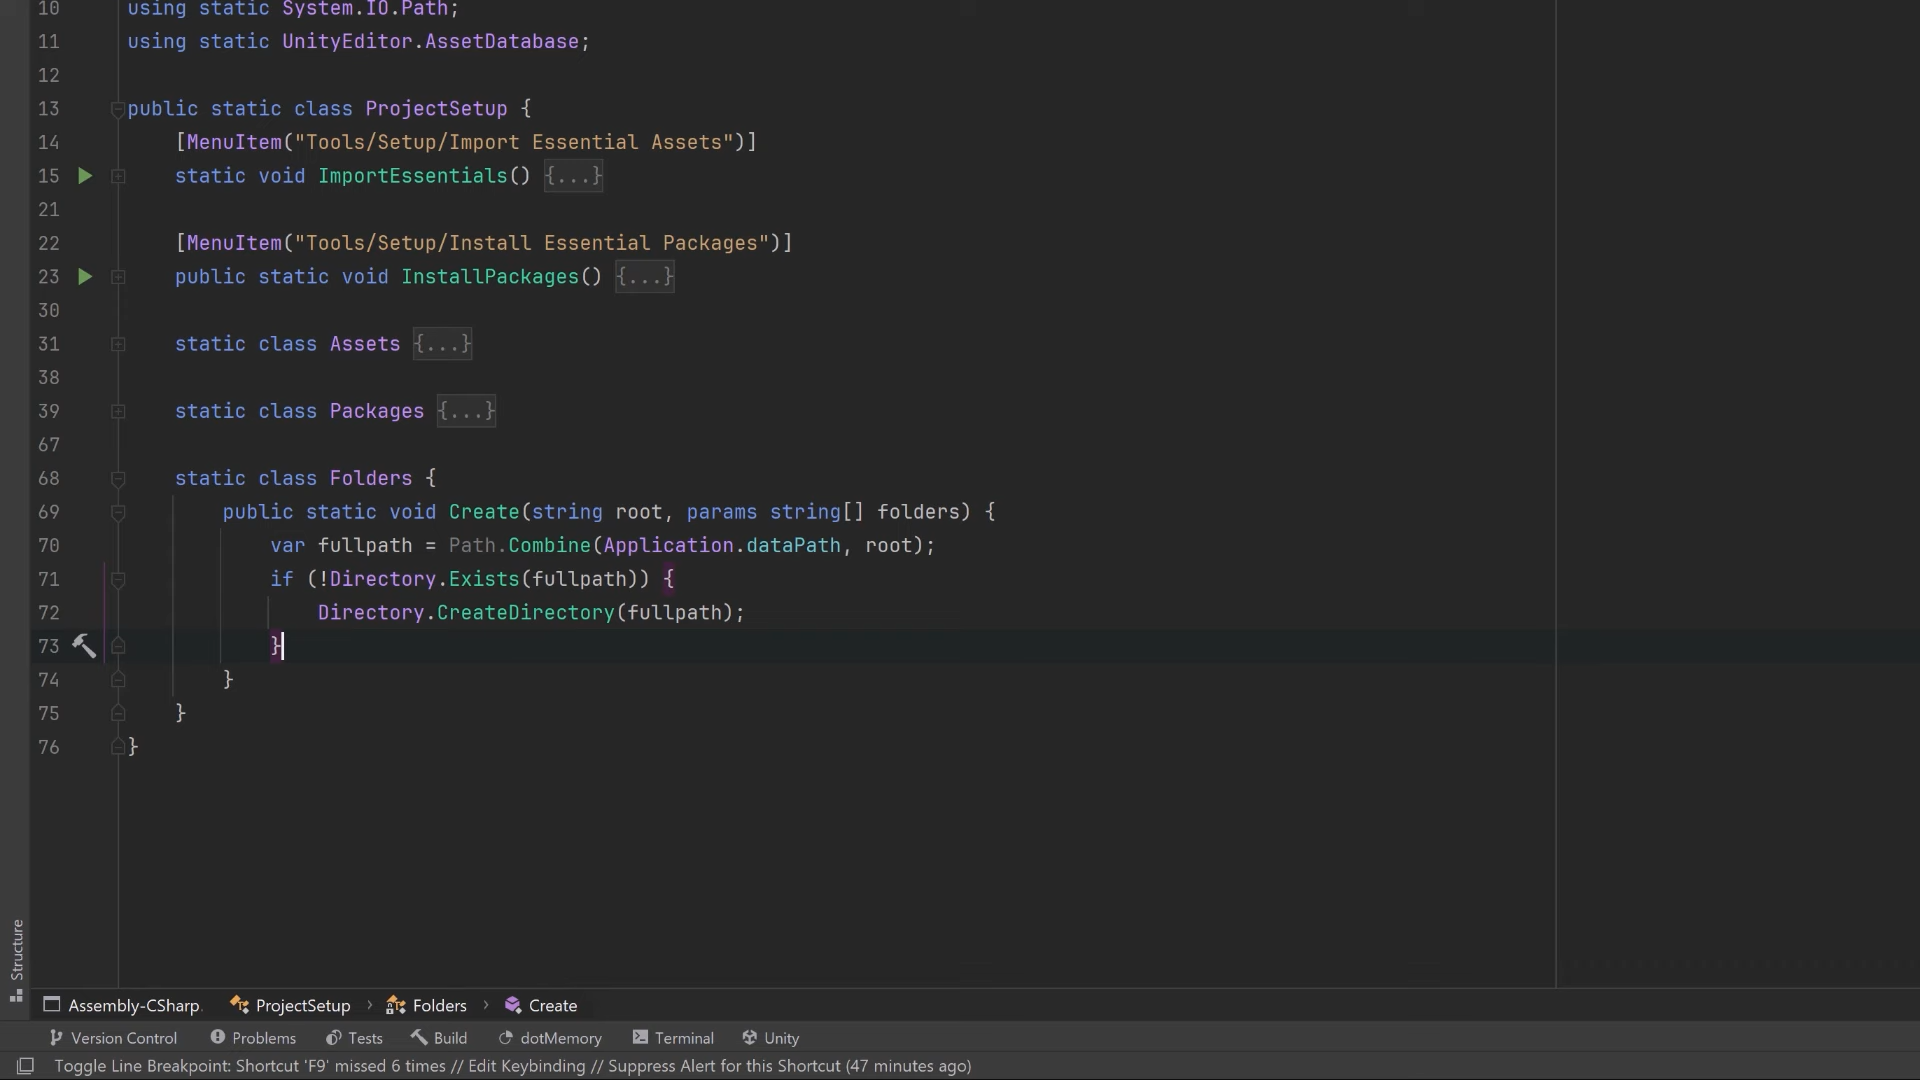 10 using static System.IO.Path;
11 using static UnityEditor.AssetDatabase;
12
13 public static class ProjectSetup {
14 [MenuItem("Tools/Setup/Import Essential Assets")]
15 static void ImportEssentials() {...}
21
22 [MenuItem("Tools/Setup/Install Essential Packages")]
23 public static void InstallPackages() {...}
30
31 static class Assets {...}
38
39 static class Packages {...}
67
68 static class Folders {
69 public static void Create(string root, params string[] folders) {
70 var fullpath = Path.Combine(Application.dataPath, root);
71 if (!Directory.Exists(fullpath)) {
72 Directory.CreateDirectory(fullpath);
73 }
74 }
75 }
76 }
Structure
Assembly-CSharp ProjectSetup › Folders › Create
Version Control Problems Tests Build dotMemory Terminal Unity
Toggle Line Breakpoint: Shortcut 'F9' missed 6 times // Edit Keybinding // Suppress Alert for this Shortcut (47 minutes ago)